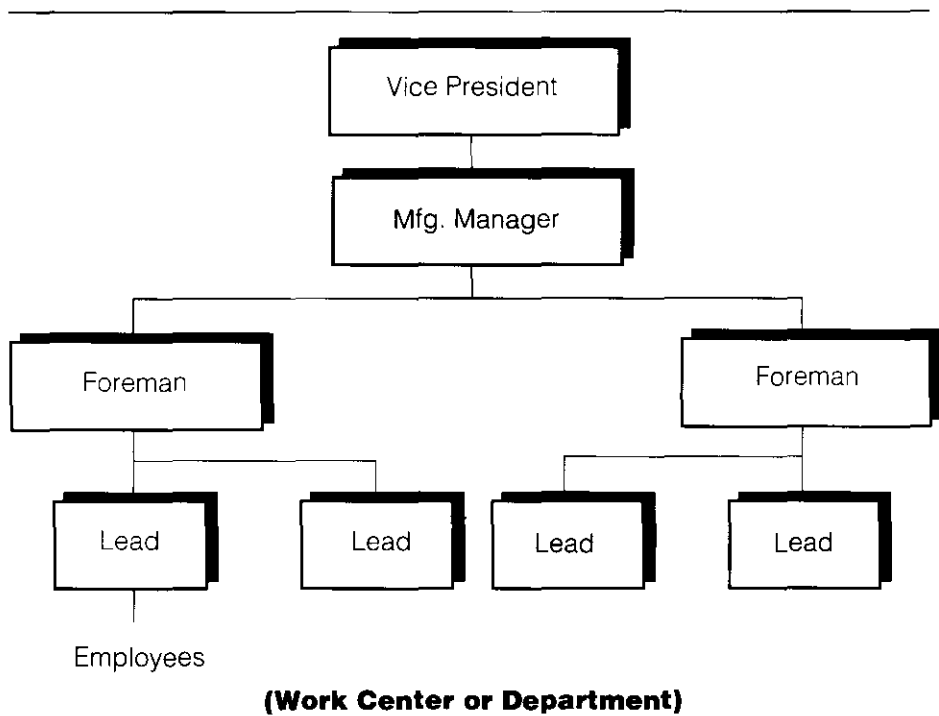 Vice President
Mfg. Manager
Foreman
Foreman
Lead
Lead
Lead
Lead
Employees
(Work Center or Department)